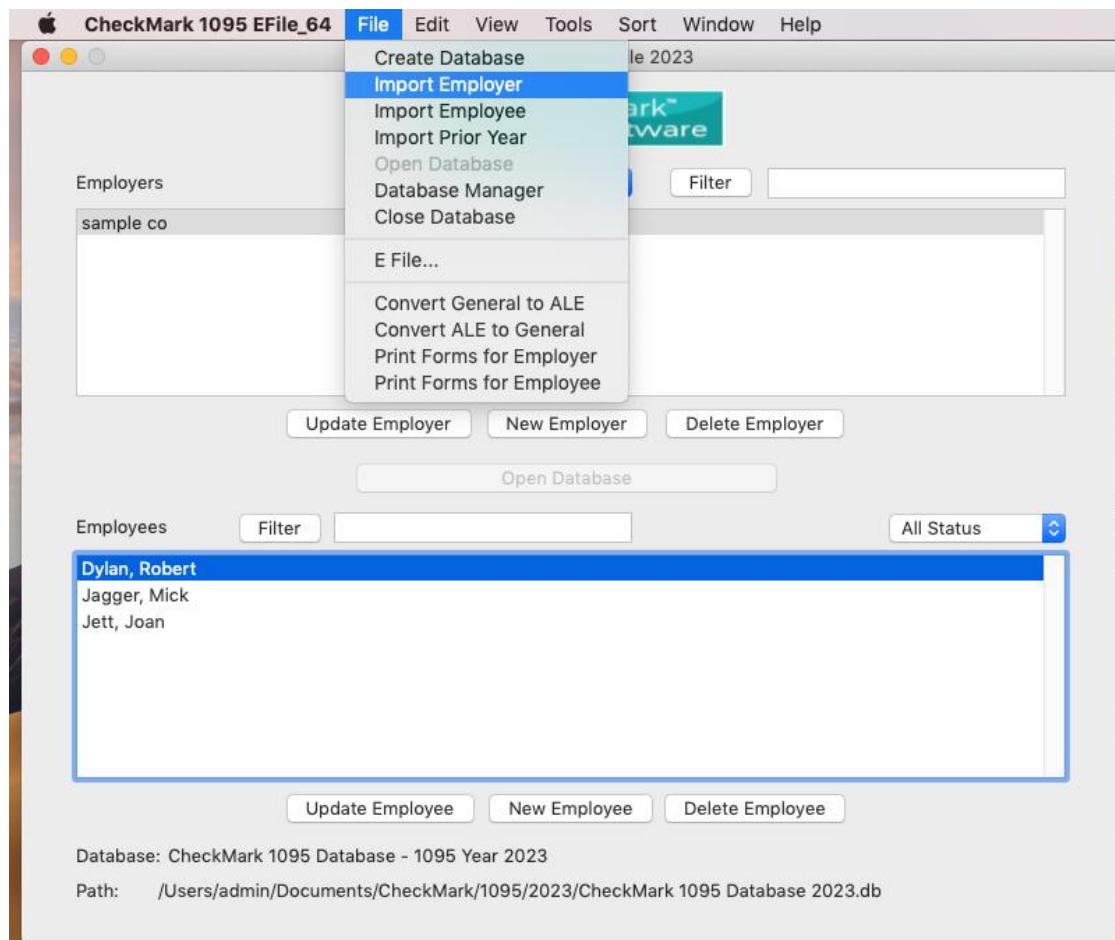 CheckMark 1095 EFile_64 File Edit View Tools Sort Window Help
Create Database
Import Employer
Import Employee
Import Prior Year
Open Database
Database Manager
Close Database
E File...
Convert General to ALE
Convert ALE to General
Print Forms for Employer
Print Forms for Employee
le 2023
ark™
tware
Employers
Filter
sample co
Update Employer New Employer Delete Employer
Open Database
Employees Filter All Status
Dylan, Robert
Jagger, Mick
Jett, Joan
Update Employee New Employee Delete Employee
Database: CheckMark 1095 Database - 1095 Year 2023
Path: /Users/admin/Documents/CheckMark/1095/2023/CheckMark 1095 Database 2023.db